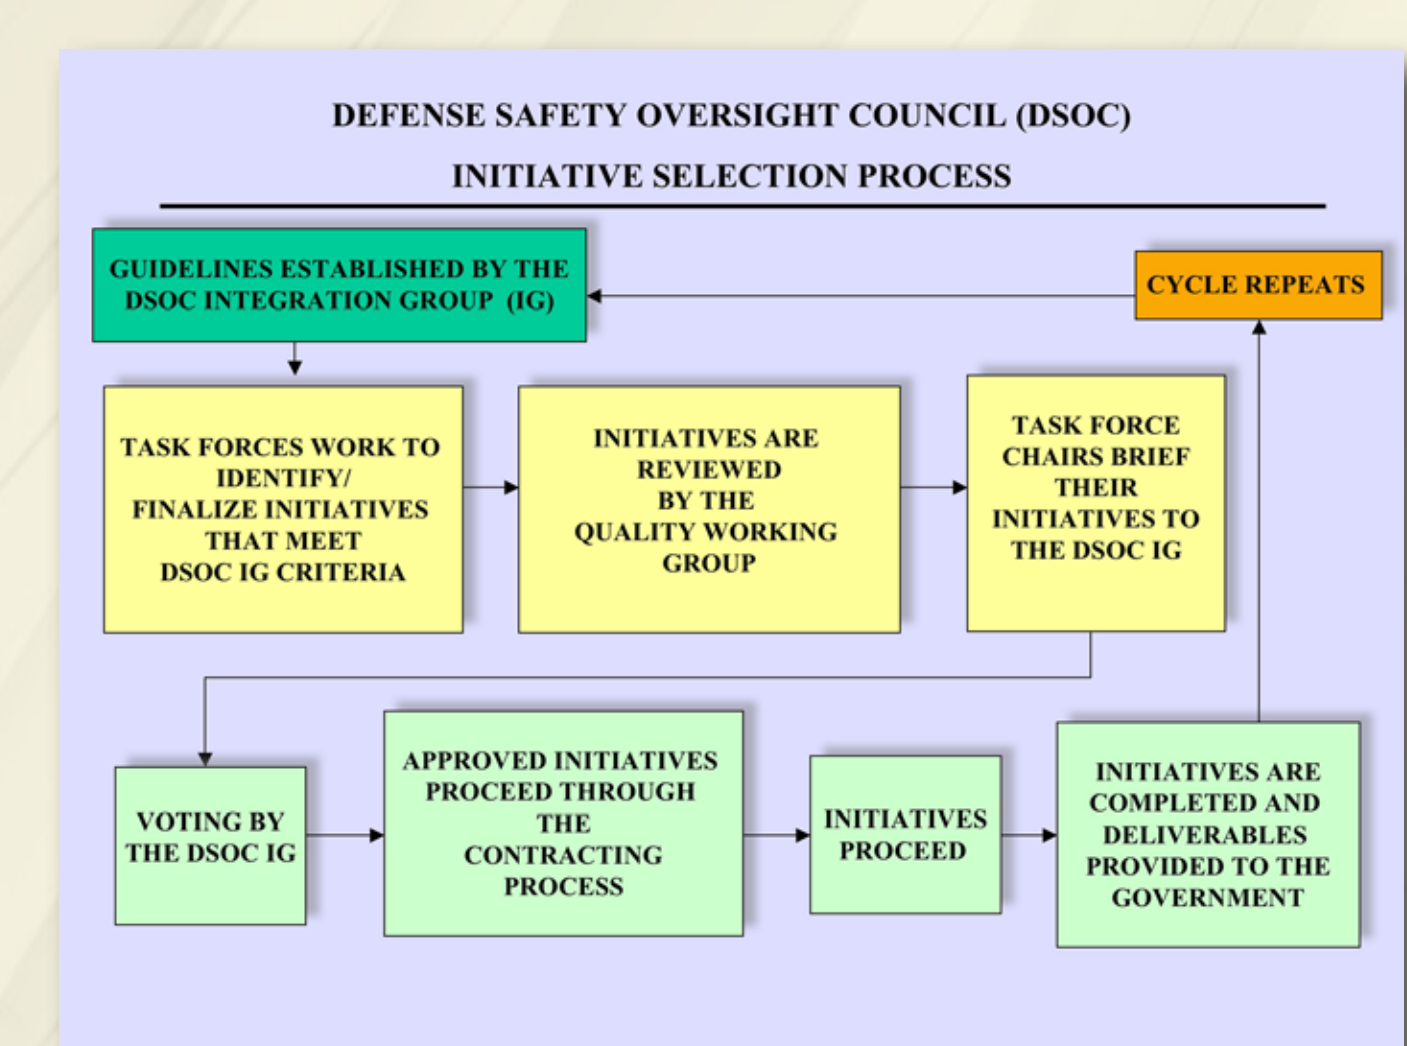 DEFENSE SAFETY OVERSIGHT COUNCIL (DSOC)
INITIATIVE SELECTION PROCESS
GUIDELINES ESTABLISHED BY THE
DSOC INTEGRATION GROUP (IG)
CYCLE REPEATS
TASK FORCES WORK TO
IDENTIFY/
FINALIZE INITIATIVES
THAT MEET
DSOC IG CRITERIA
INITIATIVES ARE
REVIEWED
BY THE
QUALITY WORKING
GROUP
TASK FORCE
CHAIRS BRIEF
THEIR
INITIATIVES TO
THE DSOC IG
VOTING BY
THE DSOC IG
APPROVED INITIATIVES
PROCEED THROUGH
THE
CONTRACTING
PROCESS
INITIATIVES
PROCEED
INITIATIVES ARE
COMPLETED AND
DELIVERABLES
PROVIDED TO THE
GOVERNMENT